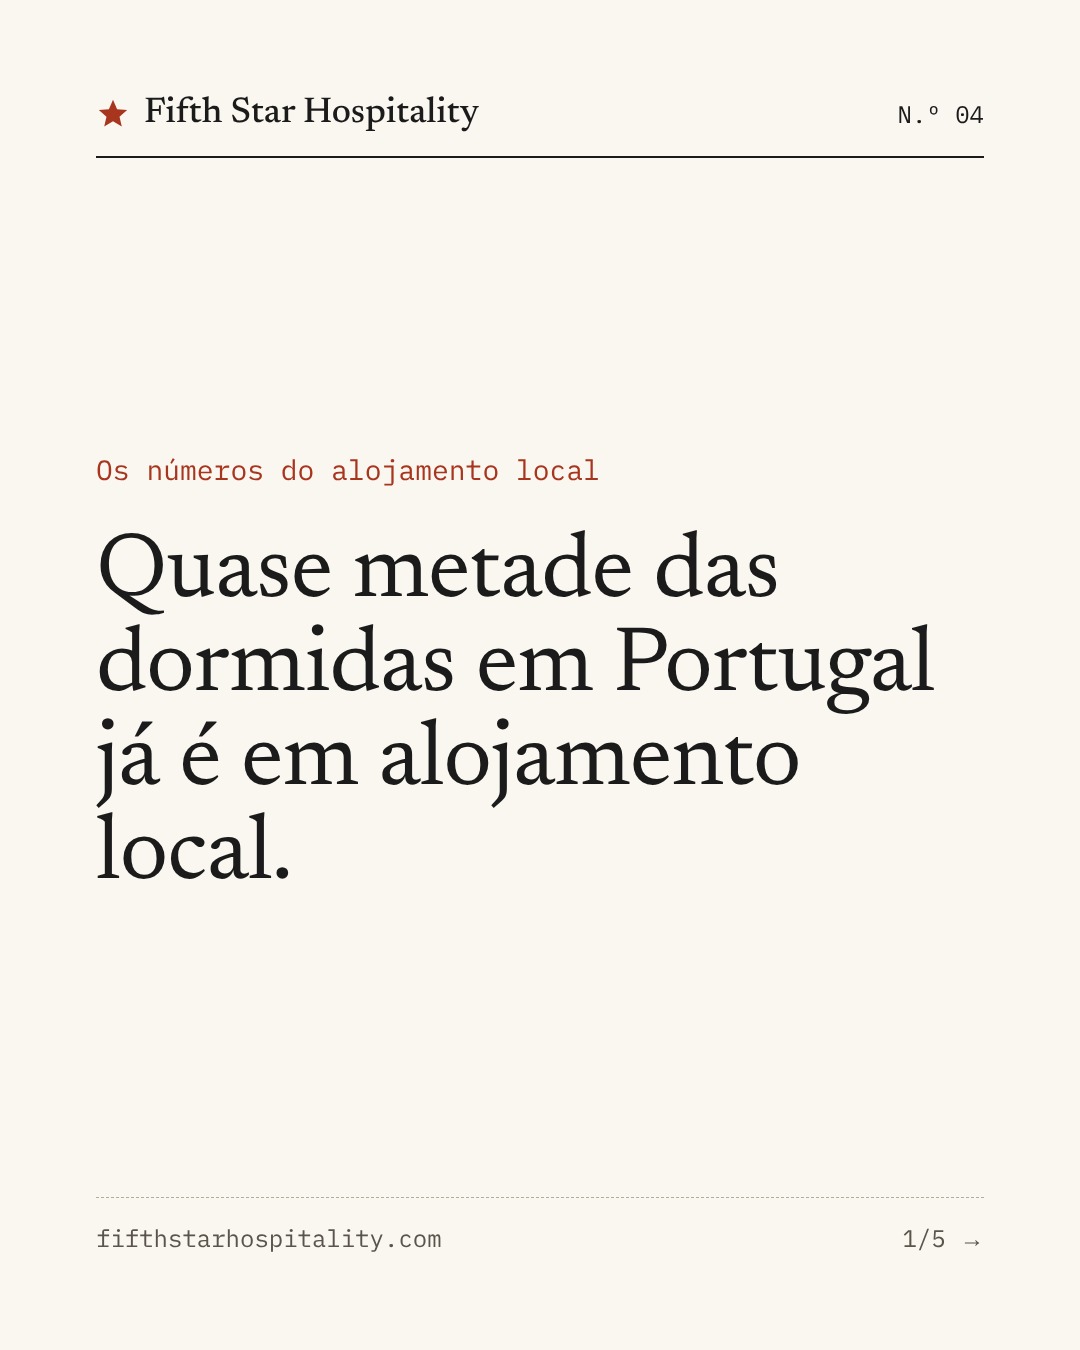 Fifth Star Hospitality
N.º 04
Os números do alojamento local
Quase metade das
dormidas em Portugal
já é em alojamento
local.
fifthstarhospitality.com
1/5 →